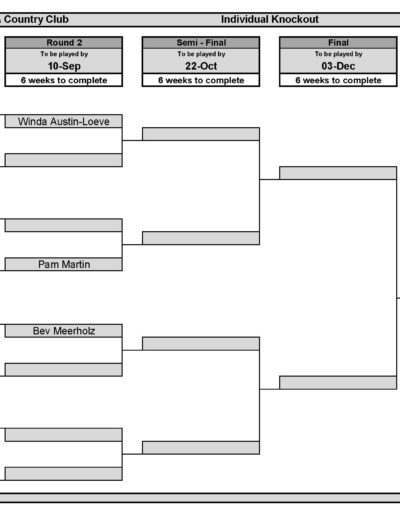 & Country Club Individual Knockout
Round 2 Semi - Final Final
To be played by To be played by To be played by
10-Sep 22-Oct 03-Dec
6 weeks to complete 6 weeks to complete 6 weeks to complete
Winda Austin-Loeve
Pam Martin
Bev Meerholz